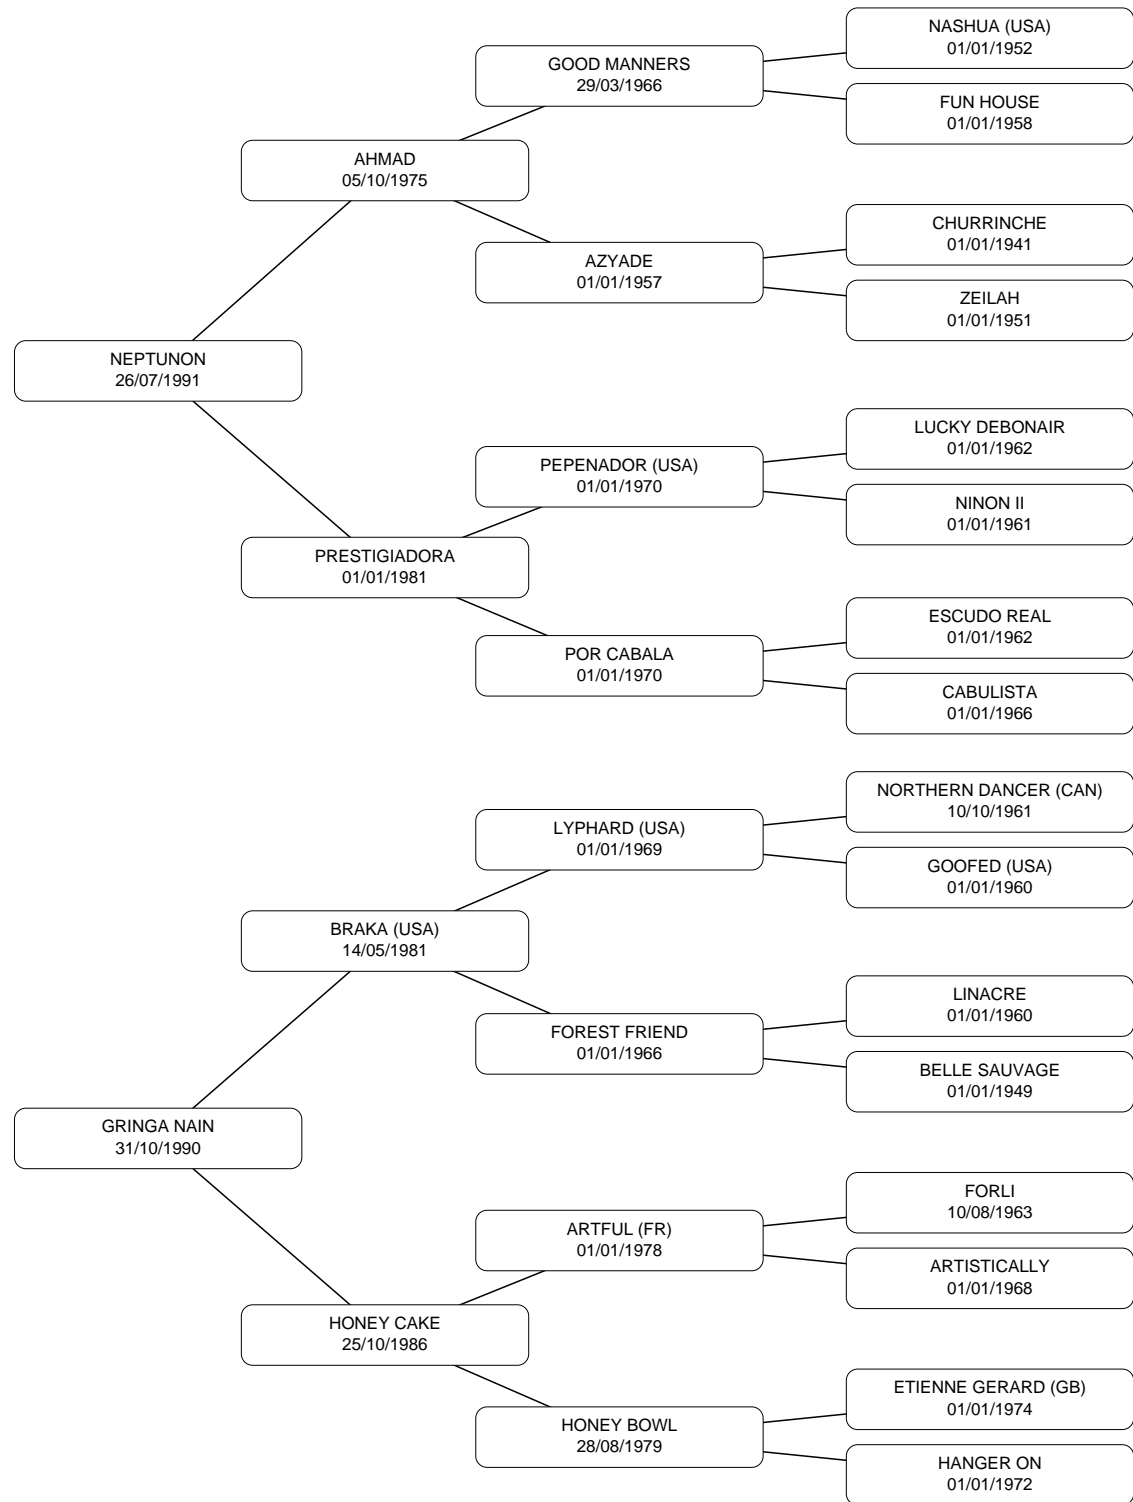 NASHUA (USA)
01/01/1952
GOOD MANNERS
29/03/1966
FUN HOUSE
01/01/1958
AHMAD
05/10/1975
CHURRINCHE
01/01/1941
AZYADE
01/01/1957
ZEILAH
01/01/1951
NEPTUNON
26/07/1991
LUCKY DEBONAIR
01/01/1962
PEPENADOR (USA)
01/01/1970
NINON II
01/01/1961
PRESTIGIADORA
01/01/1981
ESCUDO REAL
01/01/1962
POR CABALA
01/01/1970
CABULISTA
01/01/1966
NORTHERN DANCER (CAN)
10/10/1961
LYPHARD (USA)
01/01/1969
GOOFED (USA)
01/01/1960
BRAKA (USA)
14/05/1981
LINACRE
01/01/1960
FOREST FRIEND
01/01/1966
BELLE SAUVAGE
01/01/1949
GRINGA NAIN
31/10/1990
FORLI
10/08/1963
ARTFUL (FR)
01/01/1978
ARTISTICALLY
01/01/1968
HONEY CAKE
25/10/1986
ETIENNE GERARD (GB)
01/01/1974
HONEY BOWL
28/08/1979
HANGER ON
01/01/1972